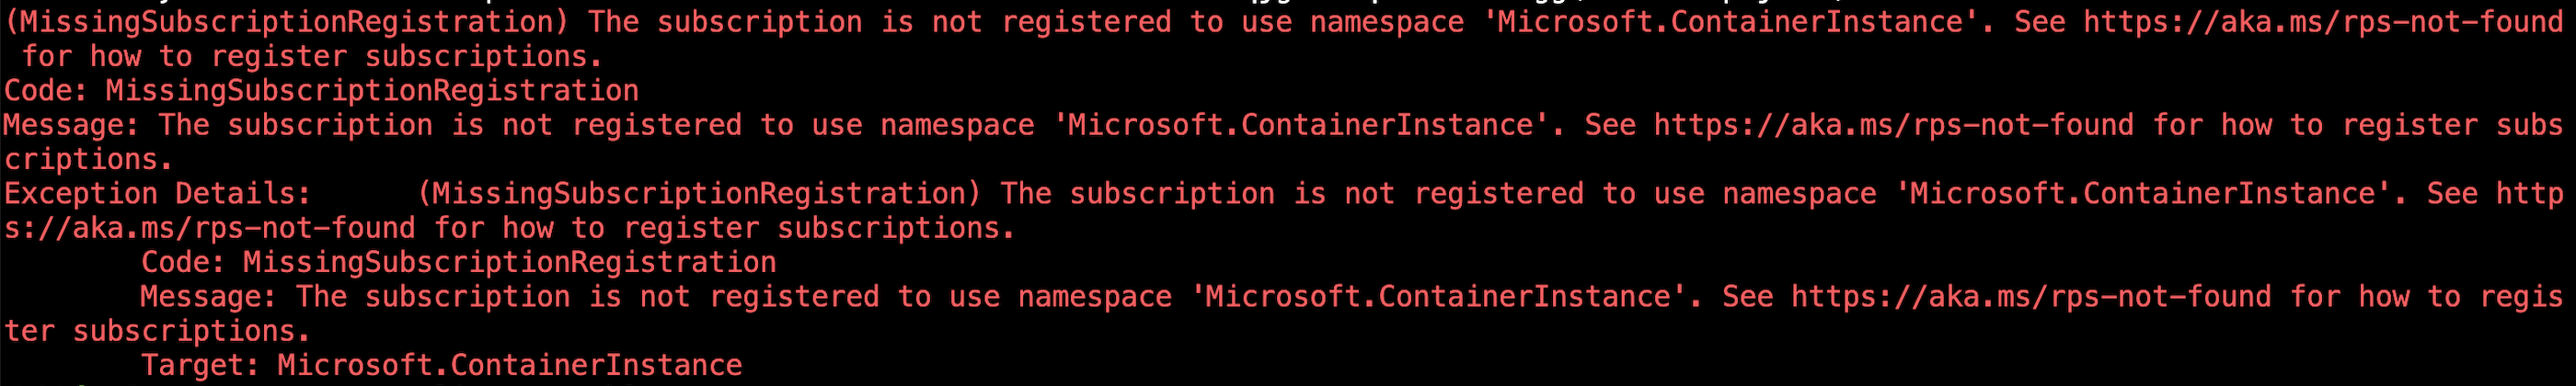 (MissingSubscriptionRegistration) The subscription is not registered to use namespace 'Microsoft.ContainerInstance'. See https://aka.ms/rps-not-found
for how to register subscriptions.
Code: MissingSubscriptionRegistration
Message: The subscription is not registered to use namespace 'Microsoft.ContainerInstance'. See https://aka.ms/rps-not-found for how to register subs
criptions.
Exception Details:      (MissingSubscriptionRegistration) The subscription is not registered to use namespace 'Microsoft.ContainerInstance'. See http
s://aka.ms/rps-not-found for how to register subscriptions.
        Code: MissingSubscriptionRegistration
        Message: The subscription is not registered to use namespace 'Microsoft.ContainerInstance'. See https://aka.ms/rps-not-found for how to regis
ter subscriptions.
        Target: Microsoft.ContainerInstance